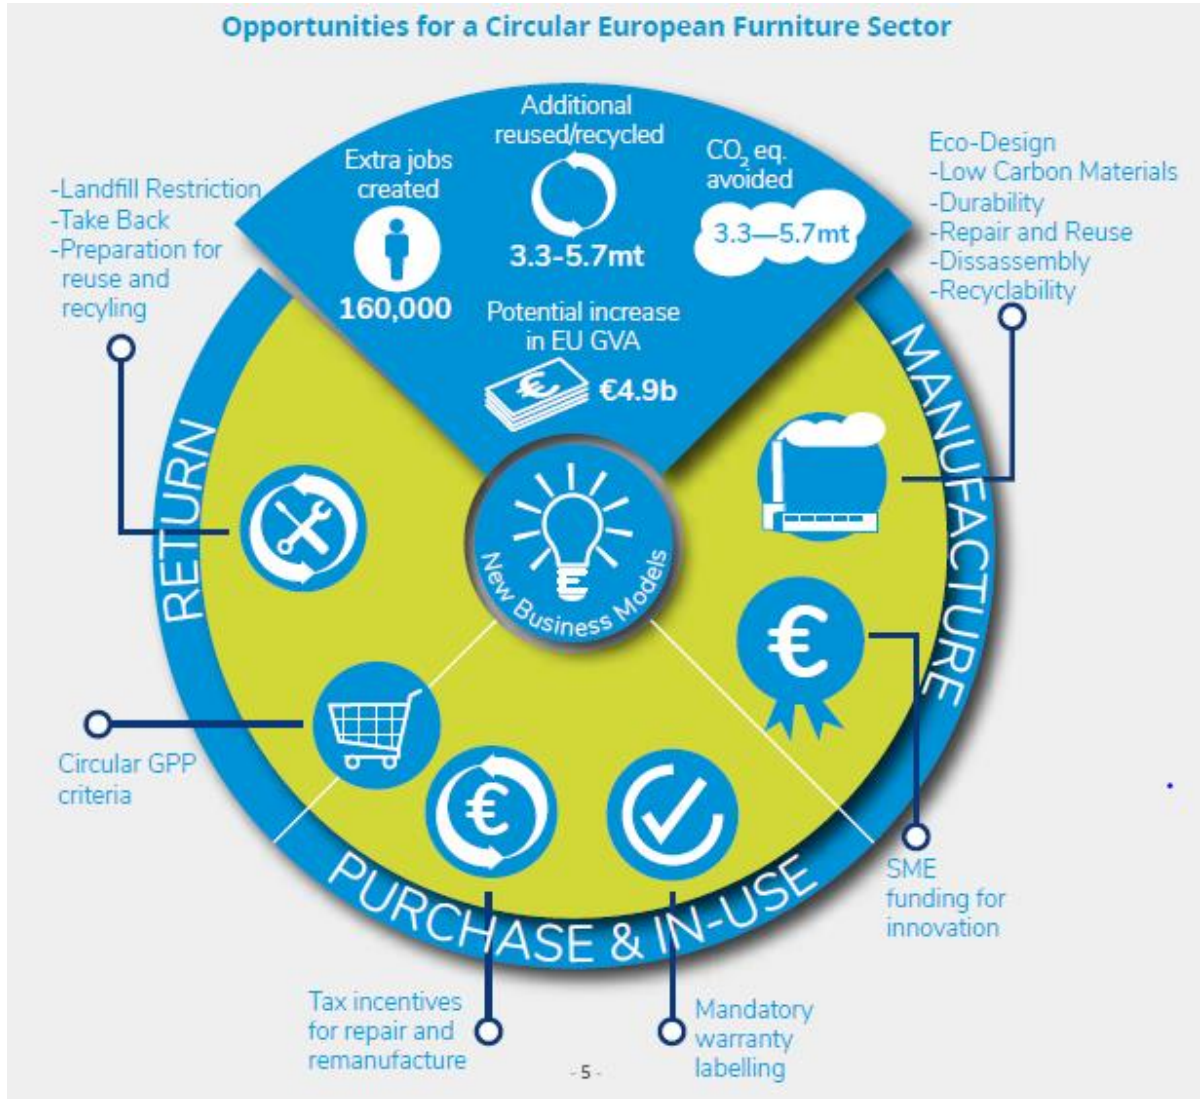 Opportunities for a Circular European Furniture Sector
Additional
reused/recycled
3.3-5.7mt
Extra jobs
created
160,000
CO₂ eq.
avoided
3.3—5.7mt
Potential increase
in EU GVA
€4.9b
-Landfill Restriction
-Take Back
-Preparation for
reuse and
recyling
Eco-Design
-Low Carbon Materials
-Durability
-Repair and Reuse
-Dissassembly
-Recyclability
RETURN
MANUFACTURE
New Business Models
€
Circular GPP
criteria
€
PURCHASE & IN-USE
SME
funding for
innovation
Tax incentives
for repair and
remanufacture
Mandatory
warranty
labelling
- 5 -